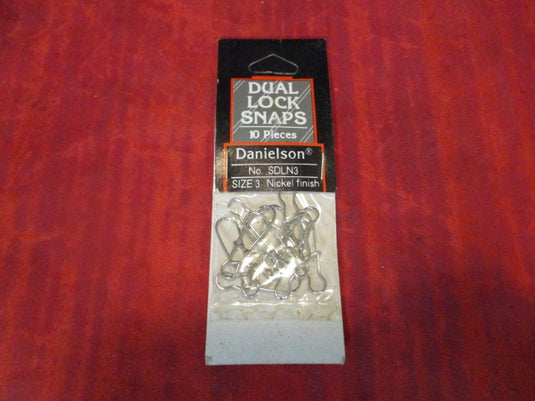 DUAL
LOCK
SNAPS
10 Pieces
Danielson®
No. SDLN3
SIZE 3 Nickel finish